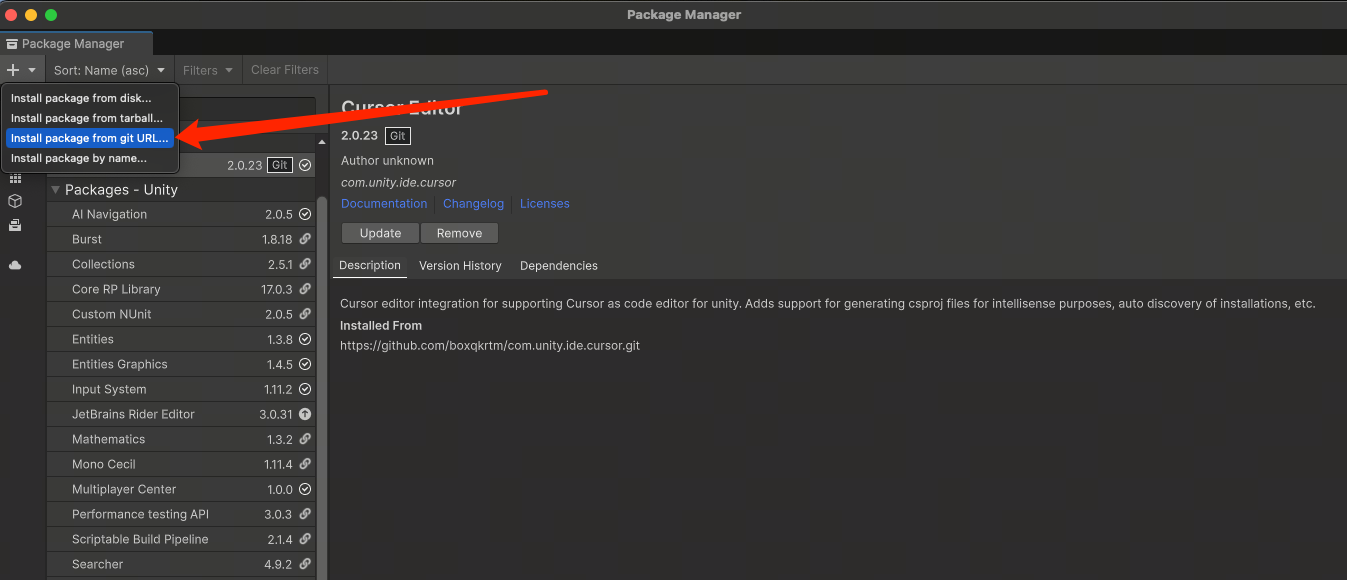 Package Manager
Package Manager
Sort: Name (asc)
Filters
Clear Filters
Install package from disk...
Install package from tarball...
Install package from git URL...
Install package by name...
2.0.23 Git
Packages - Unity
AI Navigation 2.0.5
Burst 1.8.18
Collections 2.5.1
Core RP Library 17.0.3
Custom NUnit 2.0.5
Entities 1.3.8
Entities Graphics 1.4.5
Input System 1.11.2
JetBrains Rider Editor 3.0.31
Mathematics 1.3.2
Mono Cecil 1.11.4
Multiplayer Center 1.0.0
Performance testing API 3.0.3
Scriptable Build Pipeline 2.1.4
Searcher 4.9.2
Cursor Editor
2.0.23 Git
Author unknown
com.unity.ide.cursor
Documentation Changelog Licenses
Update Remove
Description Version History Dependencies
Cursor editor integration for supporting Cursor as code editor for unity. Adds support for generating csproj files for intellisense purposes, auto discovery of installations, etc.
Installed From
https://github.com/boxqkrtm/com.unity.ide.cursor.git